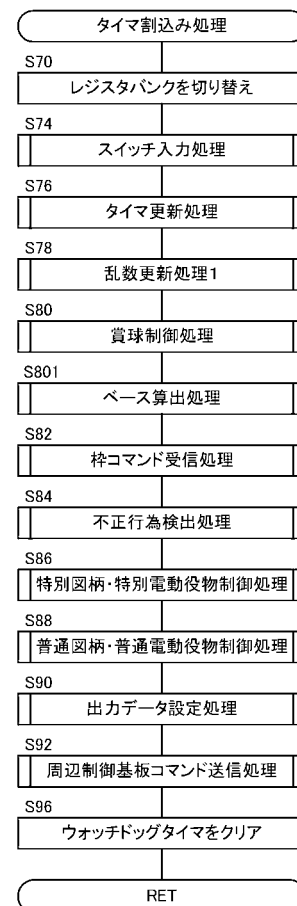 タイマ割込み処理
S70
レジスタバンクを切り替え
S74
スイッチ入力処理
S76
タイマ更新処理
S78
乱数更新処理1
S80
賞球制御処理
S801
ベース算出処理
S82
枠コマンド受信処理
S84
不正行為検出処理
S86
特別図柄・特別電動役物制御処理
S88
普通図柄・普通電動役物制御処理
S90
出力データ設定処理
S92
周辺制御基板コマンド送信処理
S96
ウォッチドッグタイマをクリア
RET